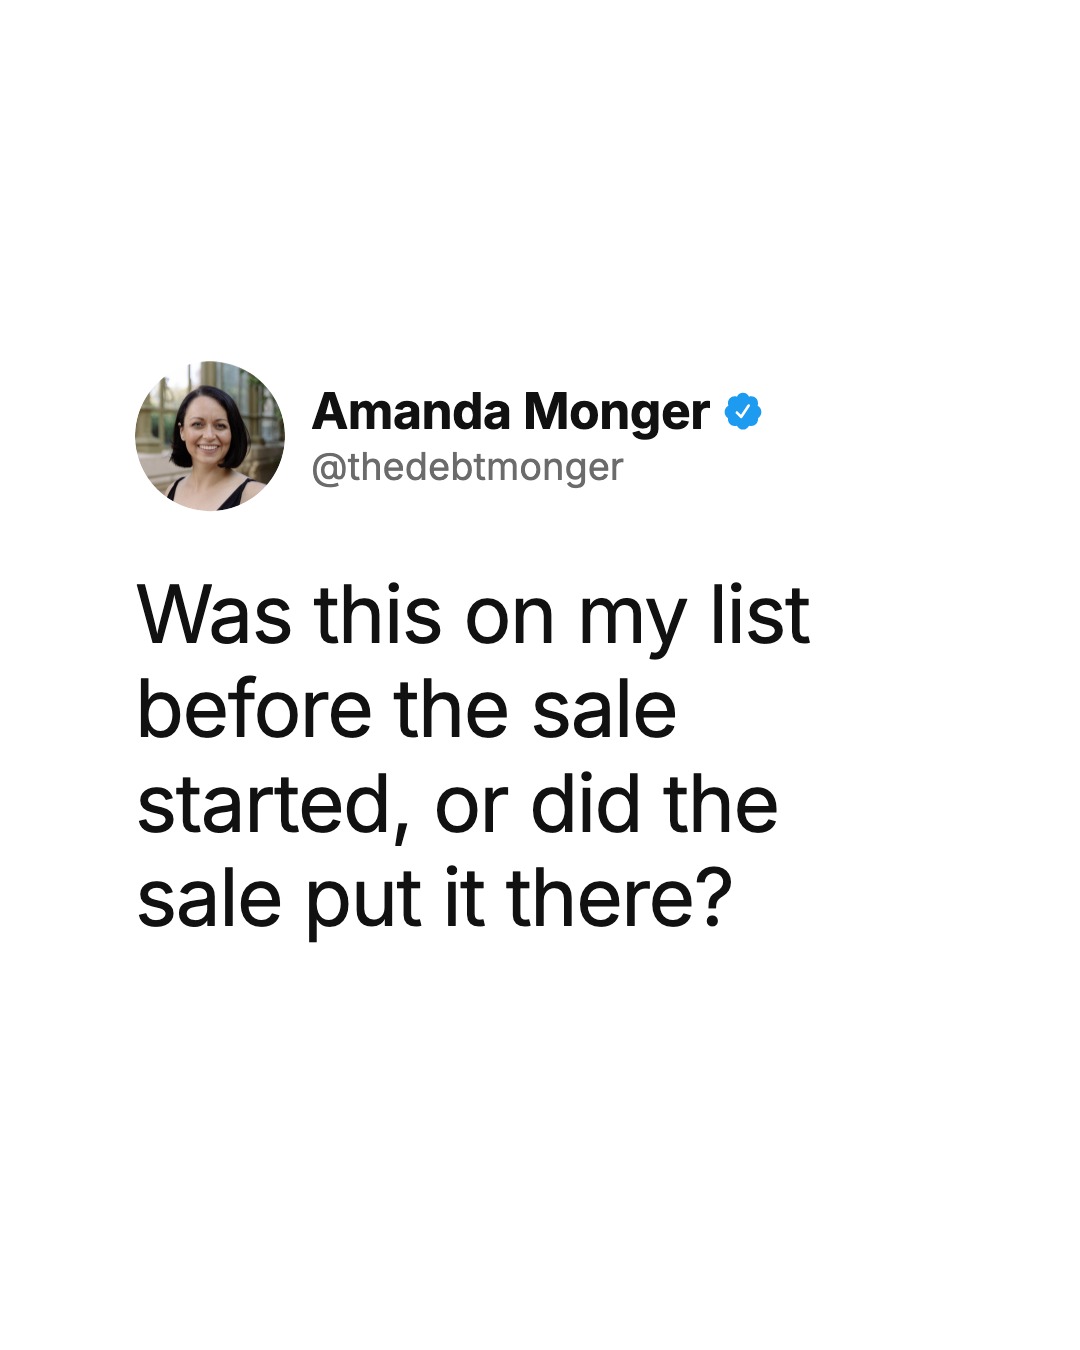 Amanda Monger
@thedebtmonger
Was this on my list
before the sale
started, or did the
sale put it there?